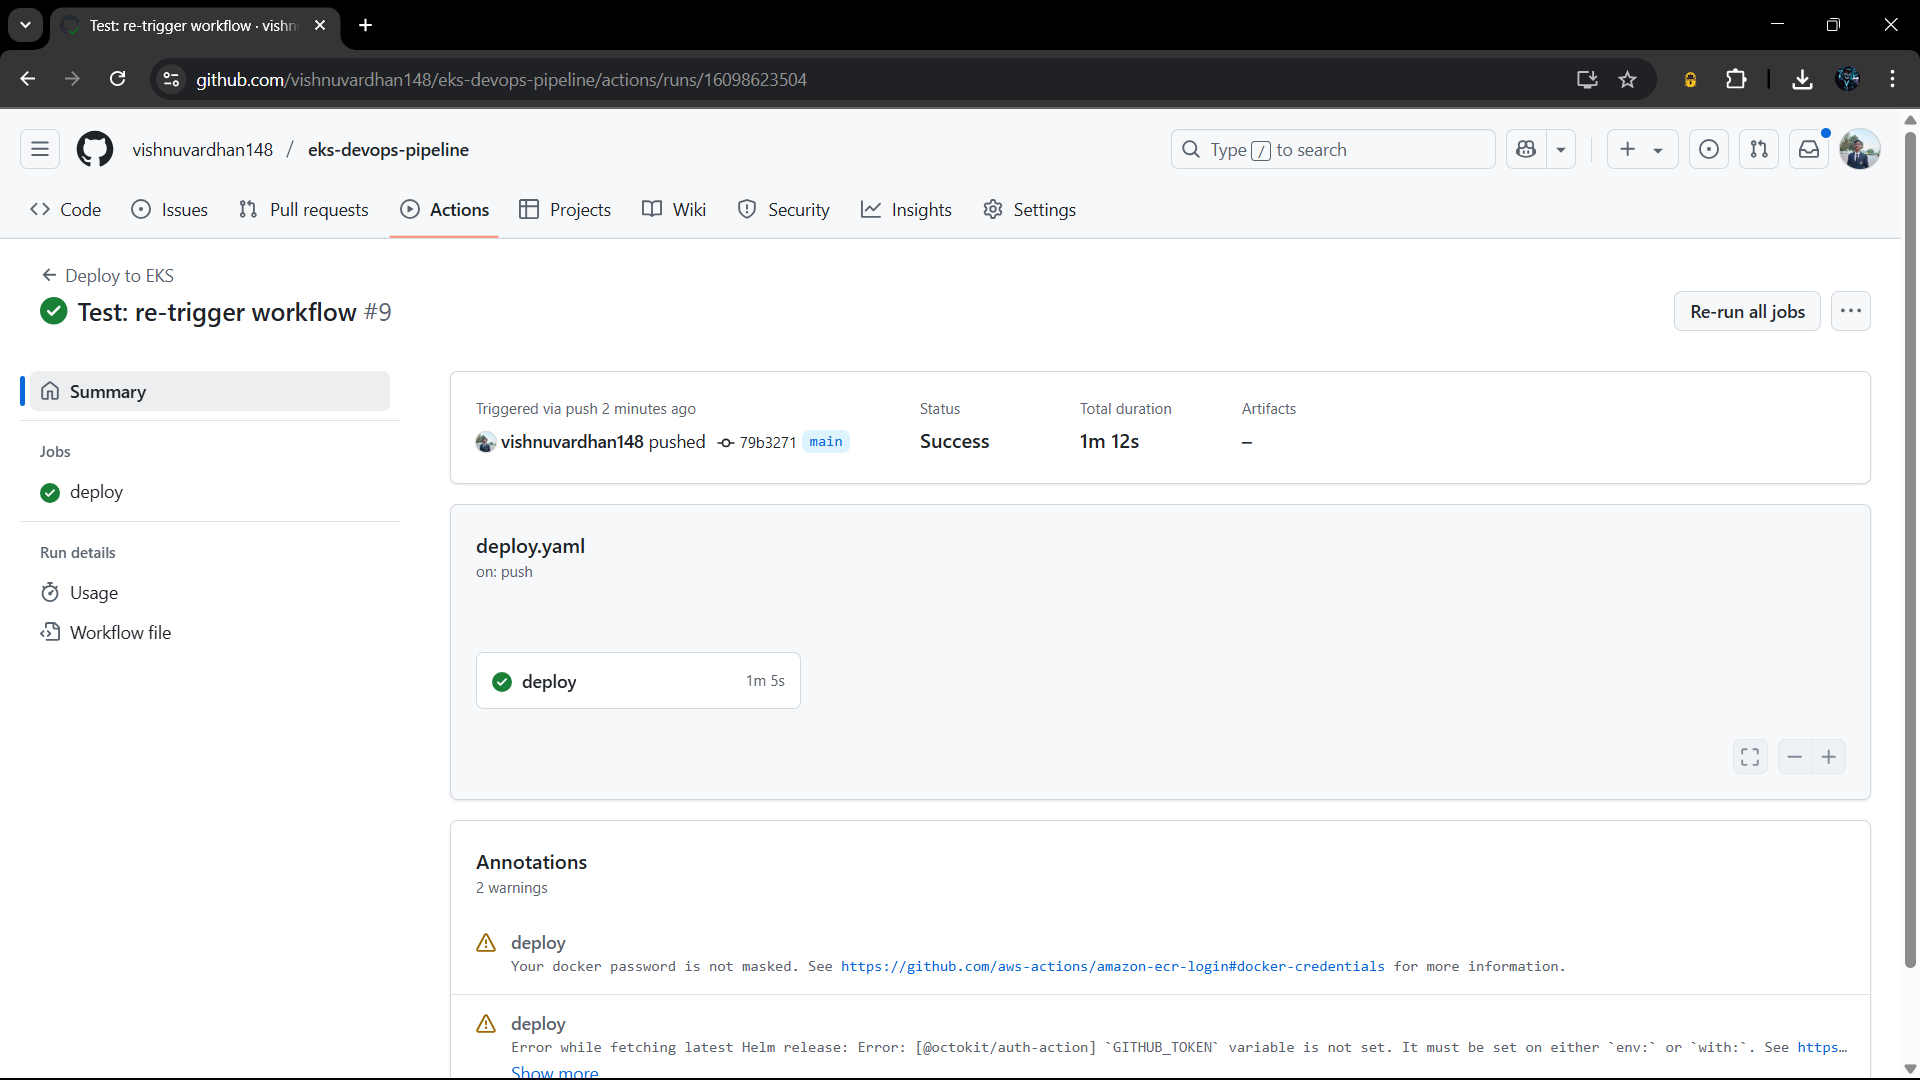 Test: re-trigger workflow · vishn
github.com/vishnuvardhan148/eks-devops-pipeline/actions/runs/16098623504
vishnuvardhan148 / eks-devops-pipeline
Type / to search
Code Issues Pull requests Actions Projects Wiki Security Insights Settings
Deploy to EKS
Test: re-trigger workflow #9
Re-run all jobs
Summary
Jobs
deploy
Run details
Usage
Workflow file
Triggered via push 2 minutes ago
vishnuvardhan148 pushed 79b3271 main
Status
Success
Total duration
1m 12s
Artifacts
–
deploy.yaml
on: push
deploy 1m 5s
Annotations
2 warnings
deploy
Your docker password is not masked. See https://github.com/aws-actions/amazon-ecr-login#docker-credentials for more information.
deploy
Error while fetching latest Helm release: Error: [@octokit/auth-action] `GITHUB_TOKEN` variable is not set. It must be set on either `env:` or `with:`. See https…
Show more